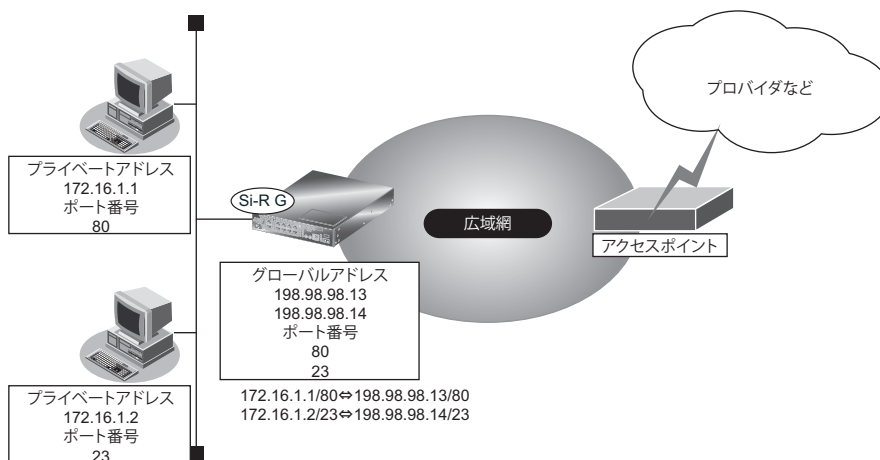 プロバイダなど
プライベートアドレス
172.16.1.1
ポート番号
80
Si-R G
広域網
アクセスポイント
グローバルアドレス
198.98.98.13
198.98.98.14
ポート番号
80
23
172.16.1.1/80⇔198.98.98.13/80
172.16.1.2/23⇔198.98.98.14/23
プライベートアドレス
172.16.1.2
ポート番号
23